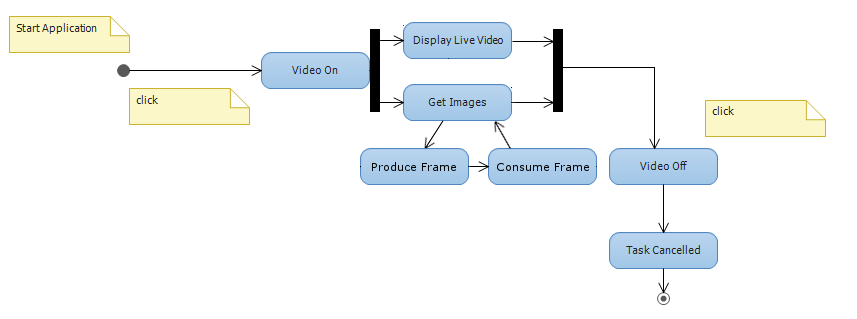 Start Application
Display Live Video
Video On
click
Get Images
click
Produce Frame
Consume Frame
Video Off
Task Cancelled